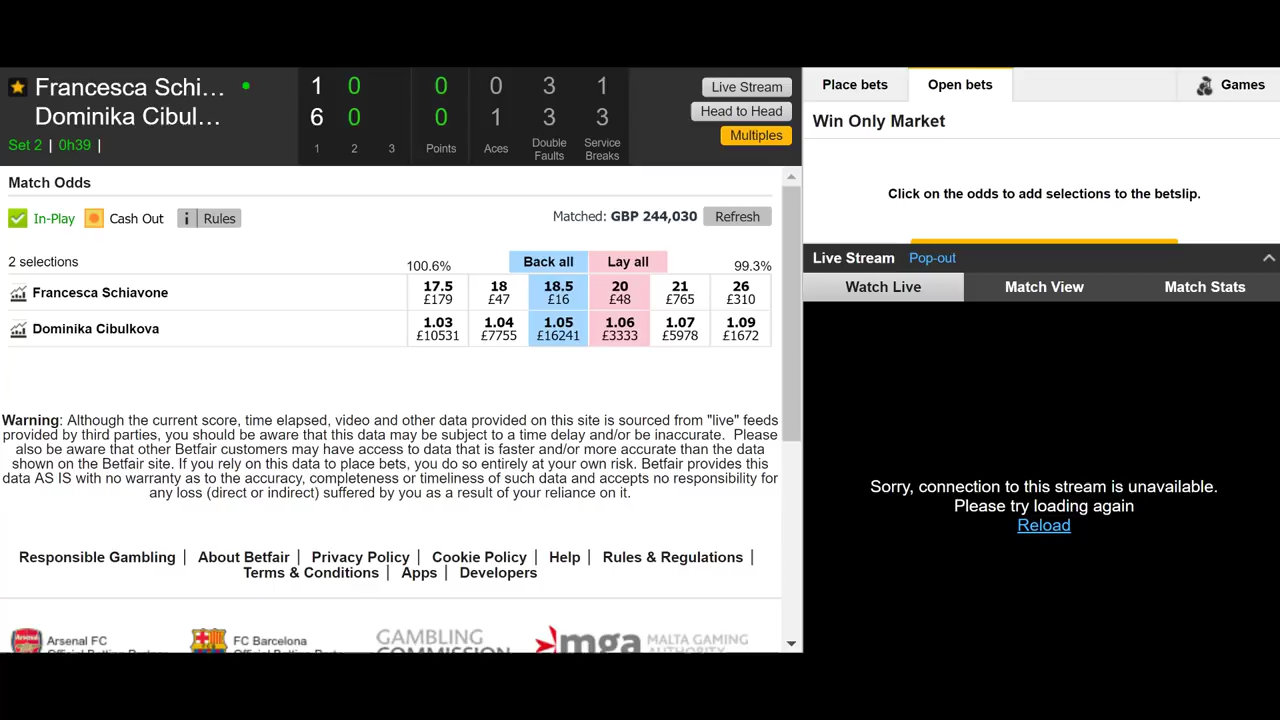 Francesca Schi... 1 0 0 0 3 1
Dominika Cibul... 6 0 0 1 3 3
Set 2 | 0h39 | 1 2 3 Points Aces Double Faults Service Breaks
Live Stream
Head to Head
Multiples
Match Odds
In-Play Cash Out i Rules Matched: GBP 244,030 Refresh
2 selections 100.6% Back all Lay all 99.3%
Francesca Schiavone 17.5 18 18.5 20 21 26
£179 £47 £16 £48 £765 £310
Dominika Cibulkova 1.03 1.04 1.05 1.06 1.07 1.09
£10531 £7755 £16241 £3333 £5978 £1672
Warning: Although the current score, time elapsed, video and other data provided on this site is sourced from "live" feeds
provided by third parties, you should be aware that this data may be subject to a time delay and/or be inaccurate. Please
also be aware that other Betfair customers may have access to data that is faster and/or more accurate than the data
shown on the Betfair site. If you rely on this data to place bets, you do so entirely at your own risk. Betfair provides this
data AS IS with no warranty as to the accuracy, completeness or timeliness of such data and accepts no responsibility for
any loss (direct or indirect) suffered by you as a result of your reliance on it.
Responsible Gambling | About Betfair | Privacy Policy | Cookie Policy | Help | Rules & Regulations |
Terms & Conditions | Apps | Developers
Arsenal FC FC Barcelona GAMBLING mga MALTA GAMING
Official Betting Official Betting COMMISSION AUTHORITY
Place bets Open bets Games
Win Only Market
Click on the odds to add selections to the betslip.
Live Stream Pop-out
Watch Live Match View Match Stats
Sorry, connection to this stream is unavailable.
Please try loading again
Reload